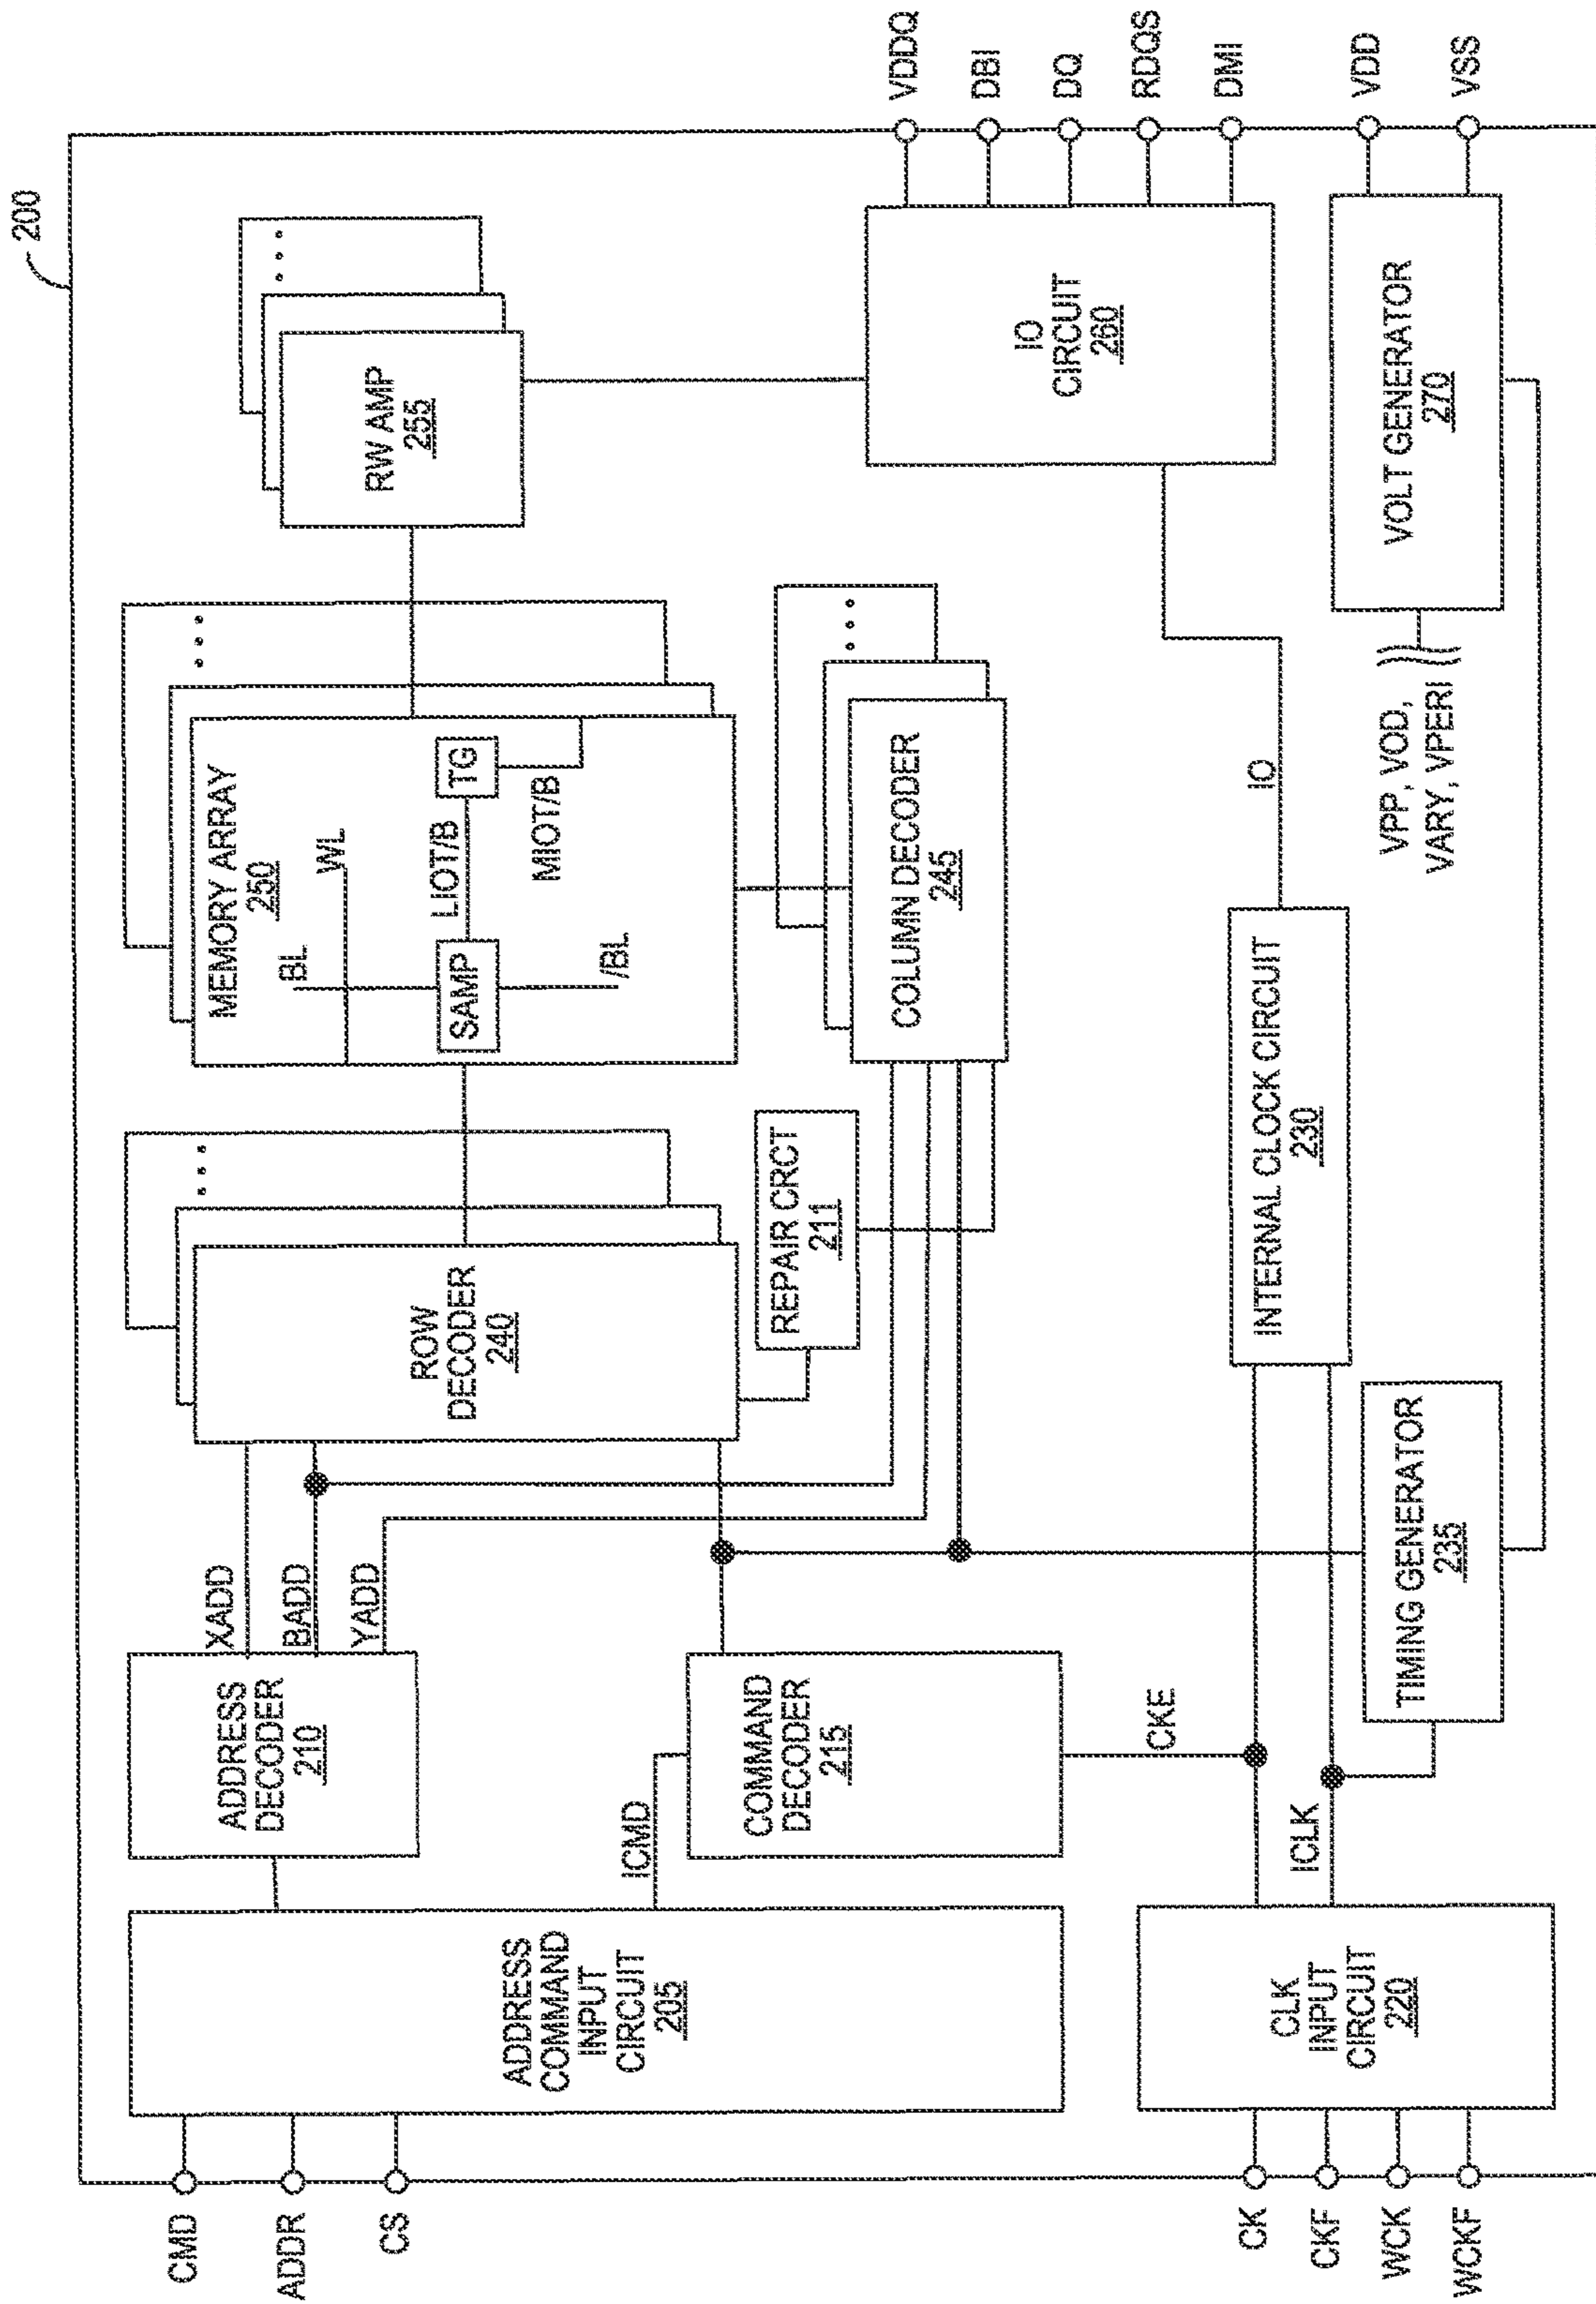 200
CMD
ADDR
CS
CK
CKF
WCK
WCKF
ADDRESS
COMMAND
INPUT
CIRCUIT
205
CLK
INPUT
CIRCUIT
220
ADDRESS
DECODER
210
ICMD
COMMAND
DECODER
215
CKE
ICLK
XADD
BADD
YADD
TIMING GENERATOR
235
ROW
DECODER
240
REPAIR CRCT
211
INTERNAL CLOCK CIRCUIT
230
MEMORY ARRAY
250
BL
WL
SAMP
/BL
LIOT/B
TG
MIOT/B
COLUMN DECODER
245
IO
VPP, VOD,
VARY, VPERI
RW AMP
255
IO
CIRCUIT
260
VOLT GENERATOR
270
VDDQ
DBI
DQ
RDQS
DMI
VDD
VSS